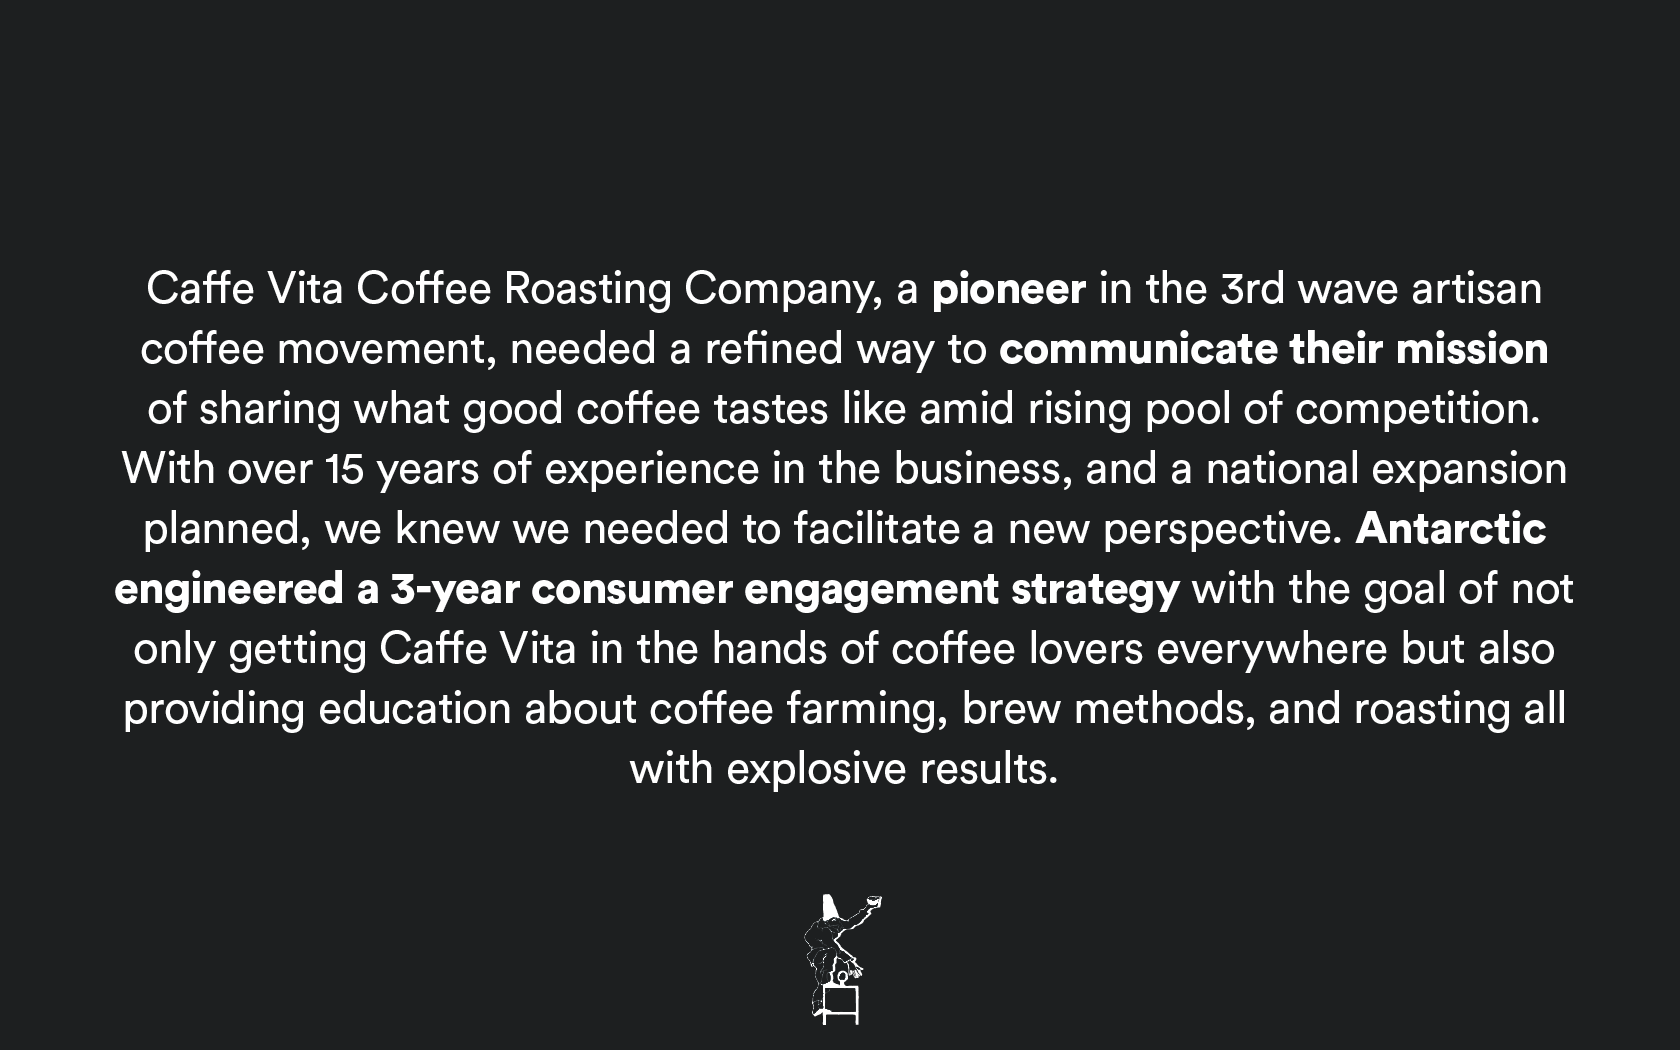 Caffe Vita Coffee Roasting Company, a pioneer in the 3rd wave artisan
coffee movement, needed a refined way to communicate their mission
of sharing what good coffee tastes like amid rising pool of competition.
With over 15 years of experience in the business, and a national expansion
planned, we knew we needed to facilitate a new perspective. Antarctic
engineered a 3-year consumer engagement strategy with the goal of not
only getting Caffe Vita in the hands of coffee lovers everywhere but also
providing education about coffee farming, brew methods, and roasting all
with explosive results.